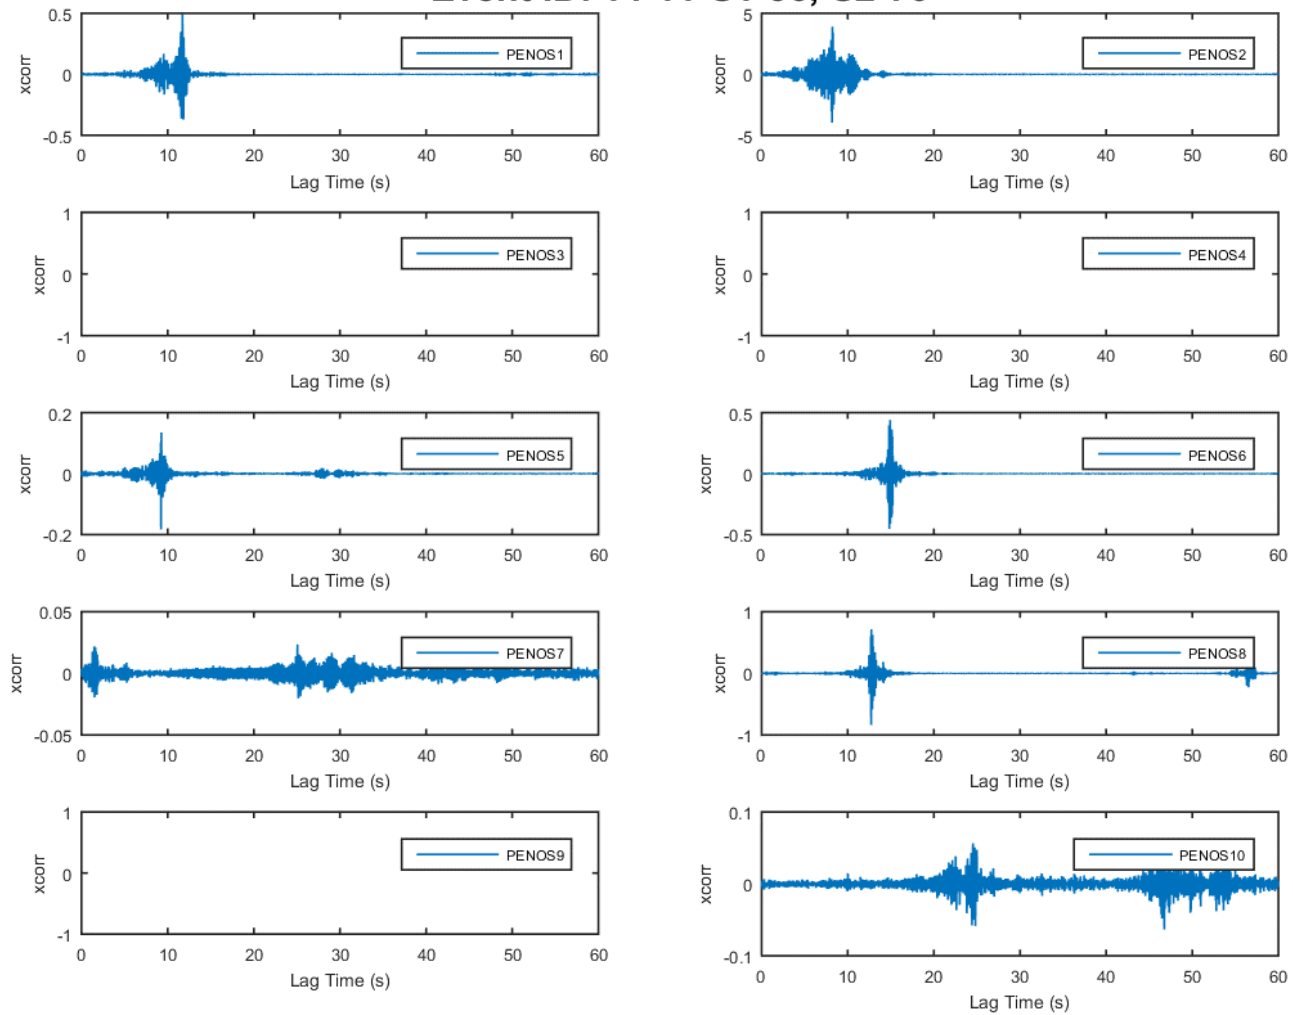 0.5
xcorr
0
-0.5
PENOS1
0 10 20 30 40 50 60
Lag Time (s)
5
xcorr
0
-5
PENOS2
0 10 20 30 40 50 60
Lag Time (s)
1
xcorr
0
-1
PENOS3
0 10 20 30 40 50 60
Lag Time (s)
1
xcorr
0
-1
PENOS4
0 10 20 30 40 50 60
Lag Time (s)
0.2
xcorr
0
-0.2
PENOS5
0 10 20 30 40 50 60
Lag Time (s)
0.5
xcorr
0
-0.5
PENOS6
0 10 20 30 40 50 60
Lag Time (s)
0.05
xcorr
0
-0.05
PENOS7
0 10 20 30 40 50 60
Lag Time (s)
1
xcorr
0
-1
PENOS8
0 10 20 30 40 50 60
Lag Time (s)
1
xcorr
0
-1
PENOS9
0 10 20 30 40 50 60
Lag Time (s)
0.1
xcorr
0
-0.1
PENOS10
0 10 20 30 40 50 60
Lag Time (s)